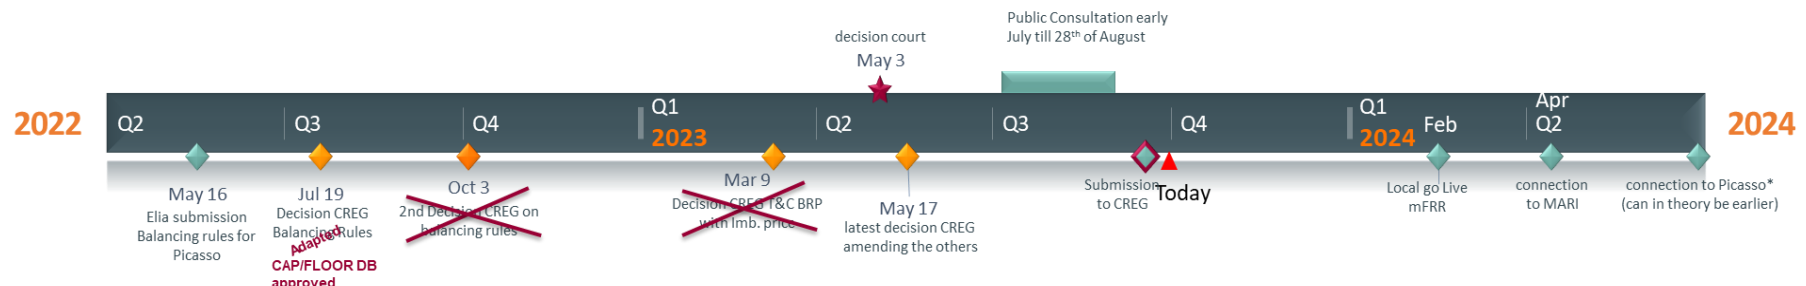 Public Consultation early
July till 28th of August
decision court
May 3
2022
Q2
Q3
Q4
Q1
2023
Q2
Q3
Q4
Q1
2024
Feb
Apr
Q2
2024
May 16
Elia submission
Balancing rules for
Picasso
Jul 19
Decision CREG
Balancing Rules
Adapted
CAP/FLOOR DB
approved
Oct 3
2nd Decision CREG on
balancing rules
Mar 9
Decision CREG T&C BRP
with Imb. price
May 17
latest decision CREG
amending the others
Submission
to CREG
Today
Local go Live
mFRR
connection
to MARI
connection to Picasso*
(can in theory be earlier)